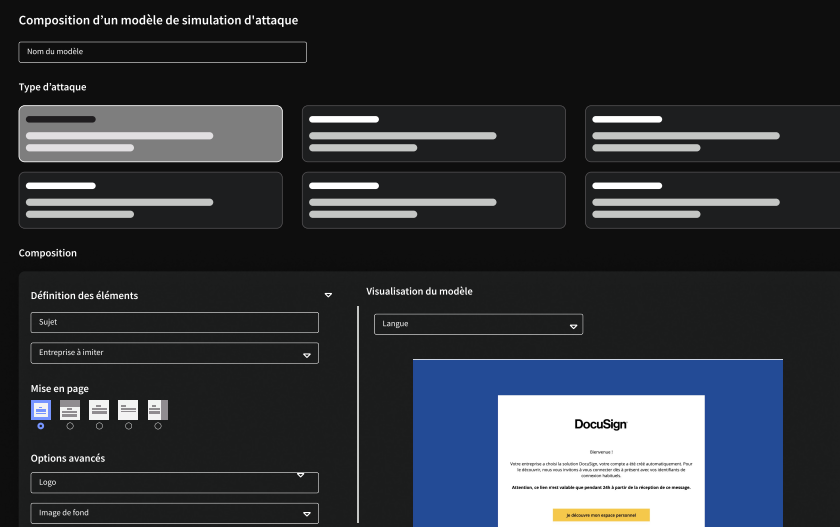 Composition d’un modèle de simulation d'attaque
Nom du modèle
Type d’attaque
Composition
Définition des éléments
Sujet
Entreprise à imiter
Mise en page
Options avancés
Logo
Image de fond
Visualisation du modèle
Langue
DocuSign
Bienvenue !
Votre entreprise a choisi la solution DocuSign, votre compte a été créé automatiquement. Pour
le découvrir, nous vous invitons à vous connecter dès à présent avec vos identifiants de
connexion habituels.
Attention, ce lien n'est valable que pendant 24h à partir de la réception de ce message.
Je découvre mon espace personnel